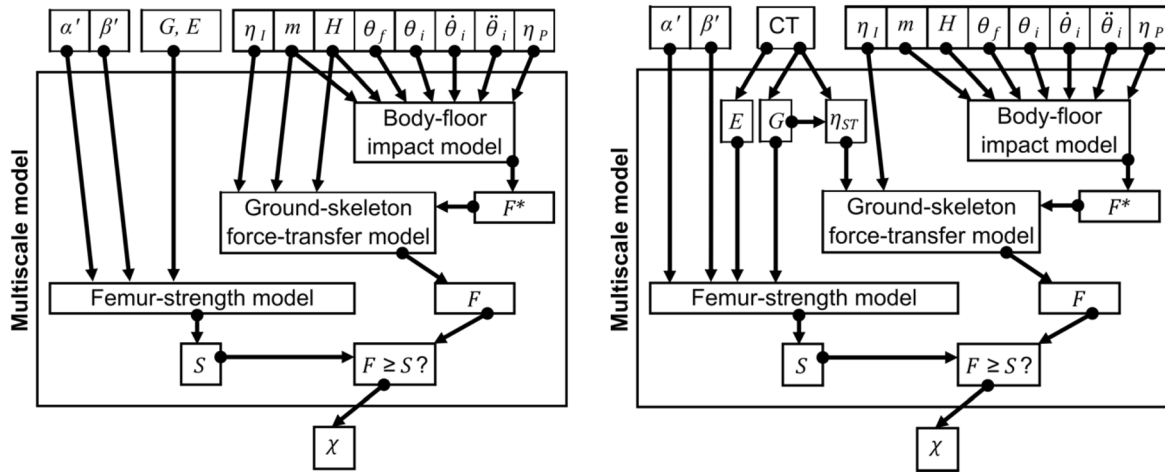 α′ β′ G, E η_I m H θ_f θ_i θ̇_i θ̈_i η_P
Multiscale model
Body-floor
impact model
F*
Ground-skeleton
force-transfer model
Femur-strength model
F
S
F ≥ S ?
χ
α′ β′ CT η_I m H θ_f θ_i θ̇_i θ̈_i η_P
Multiscale model
E G η_ST
Body-floor
impact model
F*
Ground-skeleton
force-transfer model
Femur-strength model
F
S
F ≥ S ?
χ